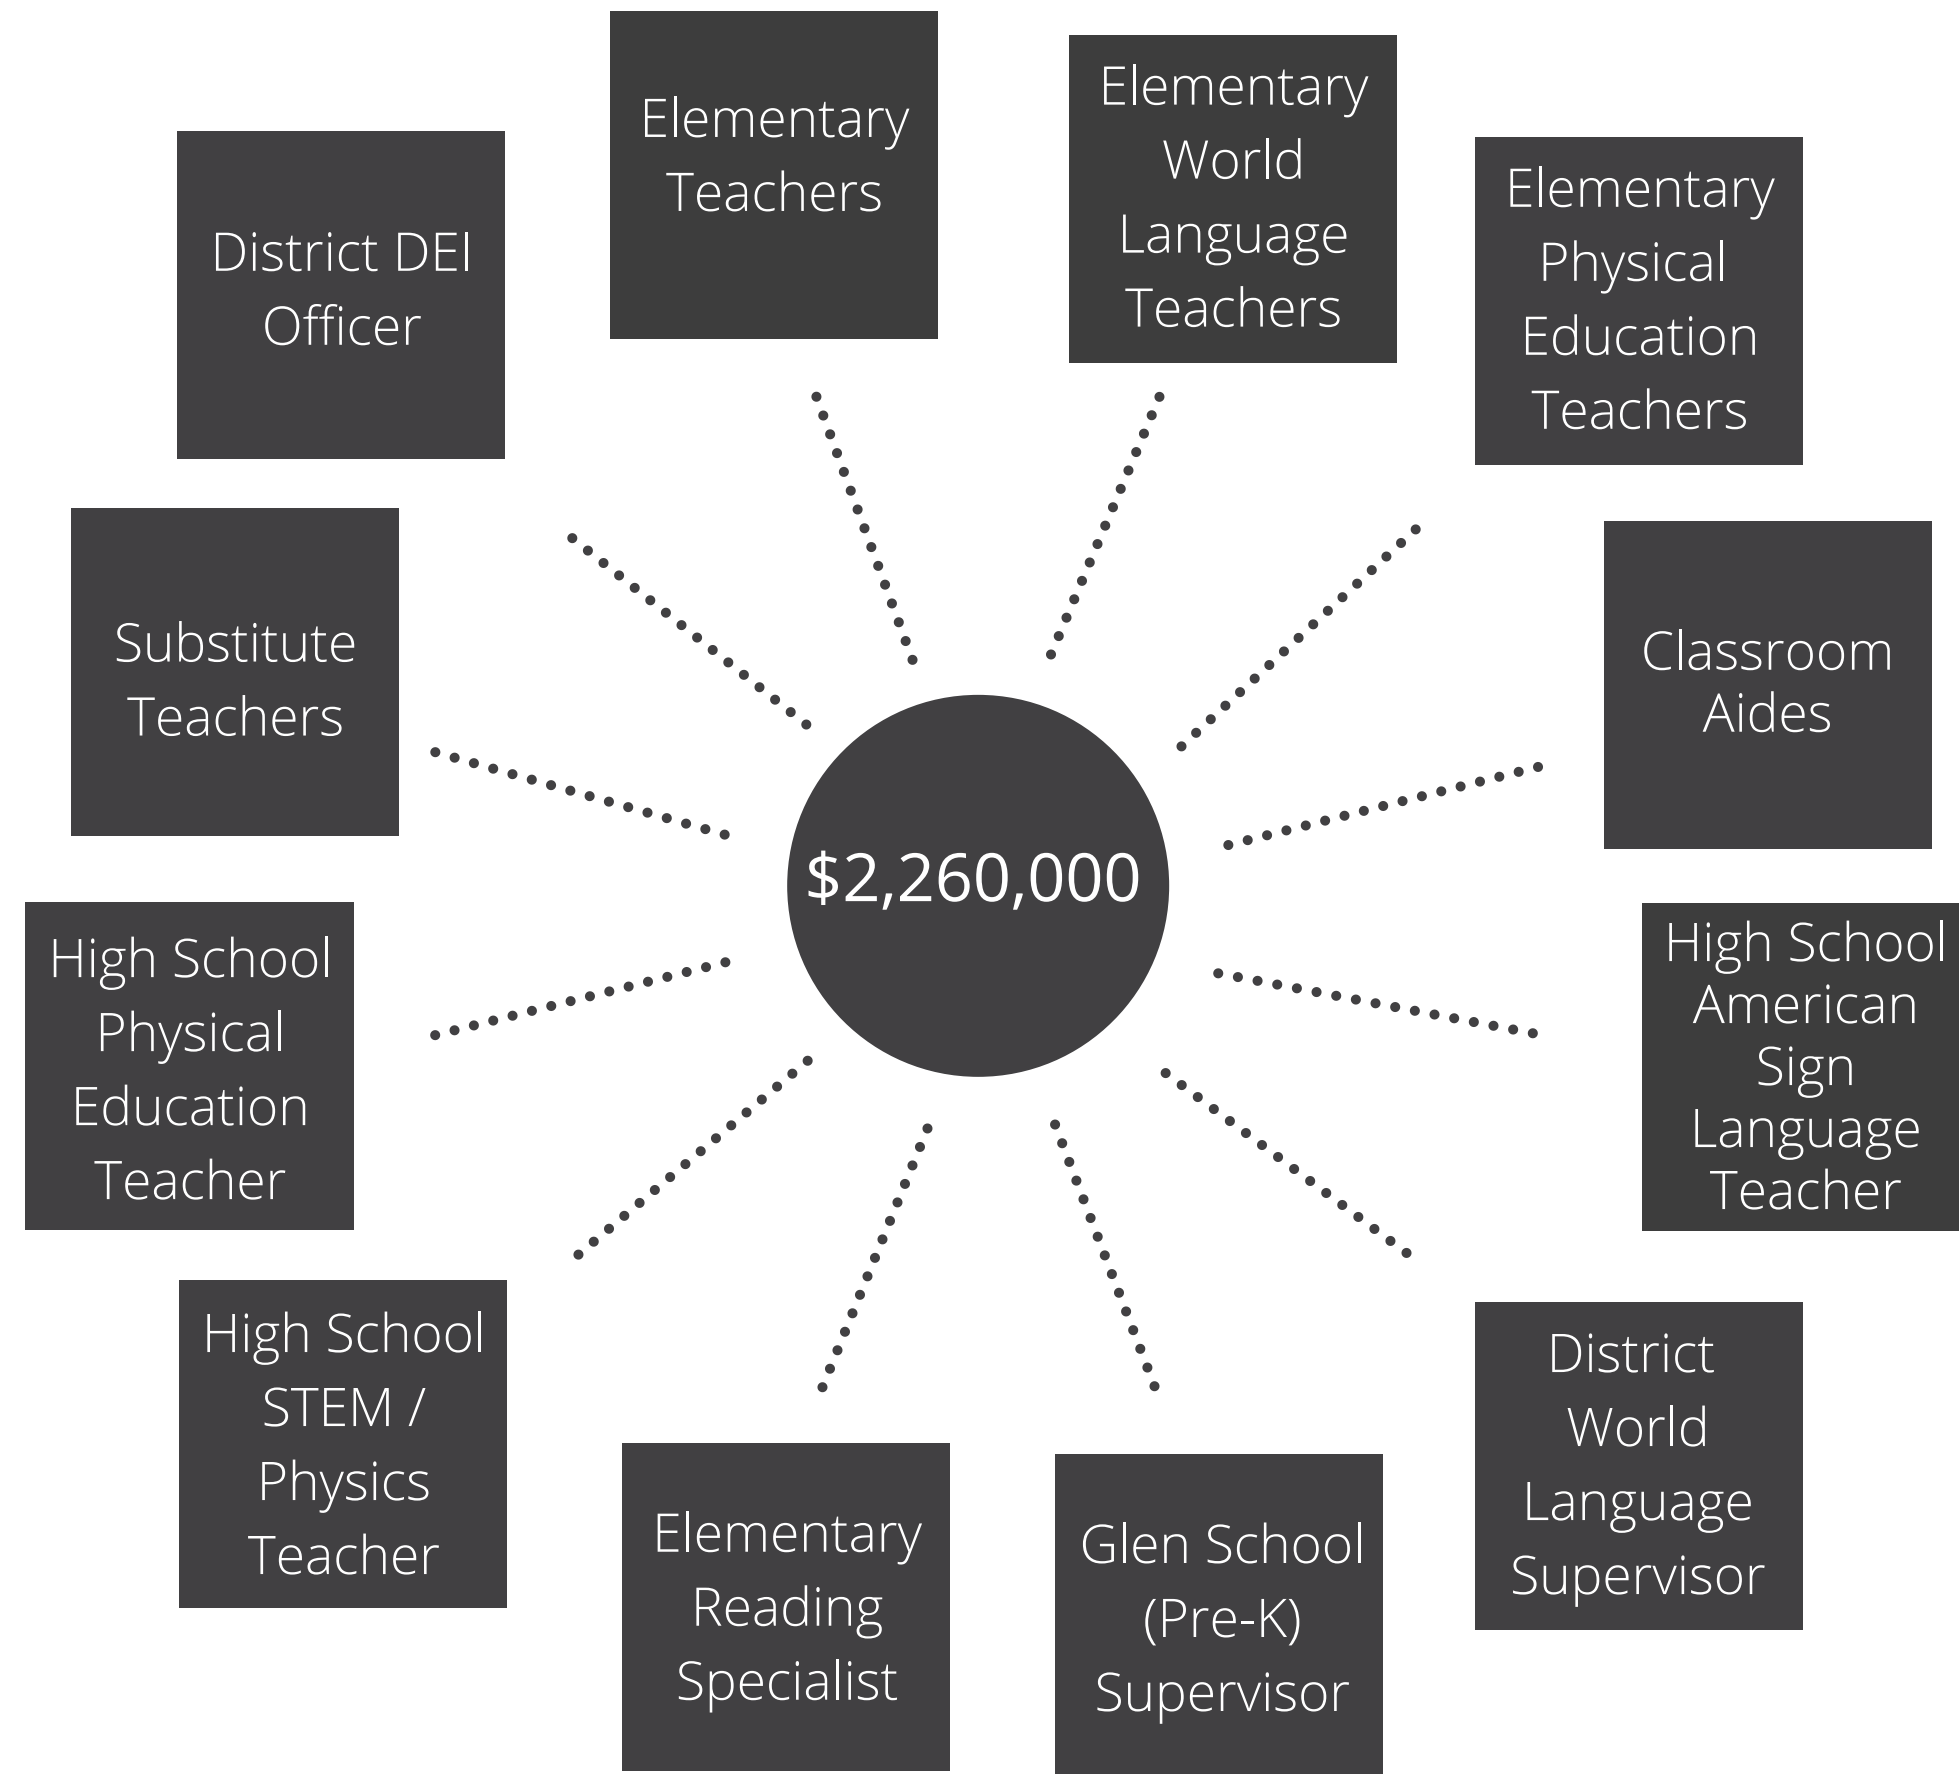 Elementary
Teachers
Elementary
World
Language
Teachers
Elementary
Physical
Education
Teachers
Classroom
Aides
High School
American
Sign
Language
Teacher
District
World
Language
Supervisor
Glen School
(Pre-K)
Supervisor
Elementary
Reading
Specialist
High School
STEM /
Physics
Teacher
High School
Physical
Education
Teacher
Substitute
Teachers
District DEI
Officer
$2,260,000